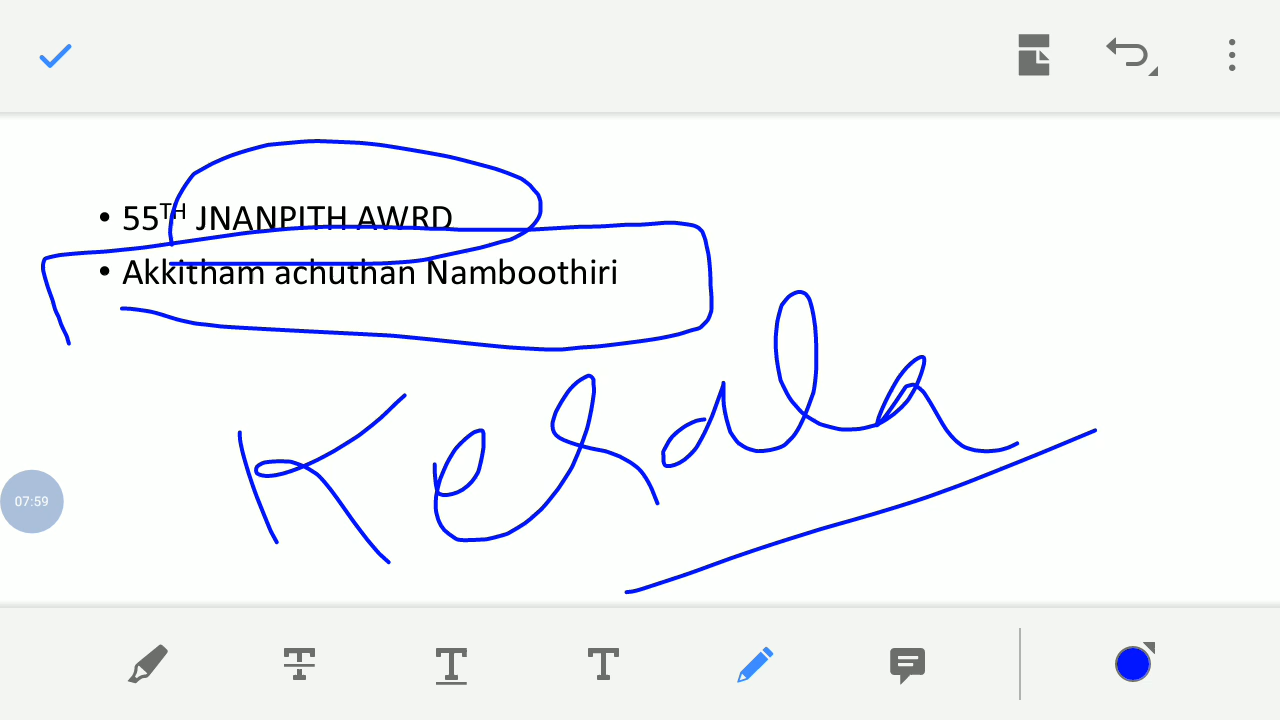 • 55TH JNANPITH AWRD
• Akkitham achuthan Namboothiri
Kerala
07:59